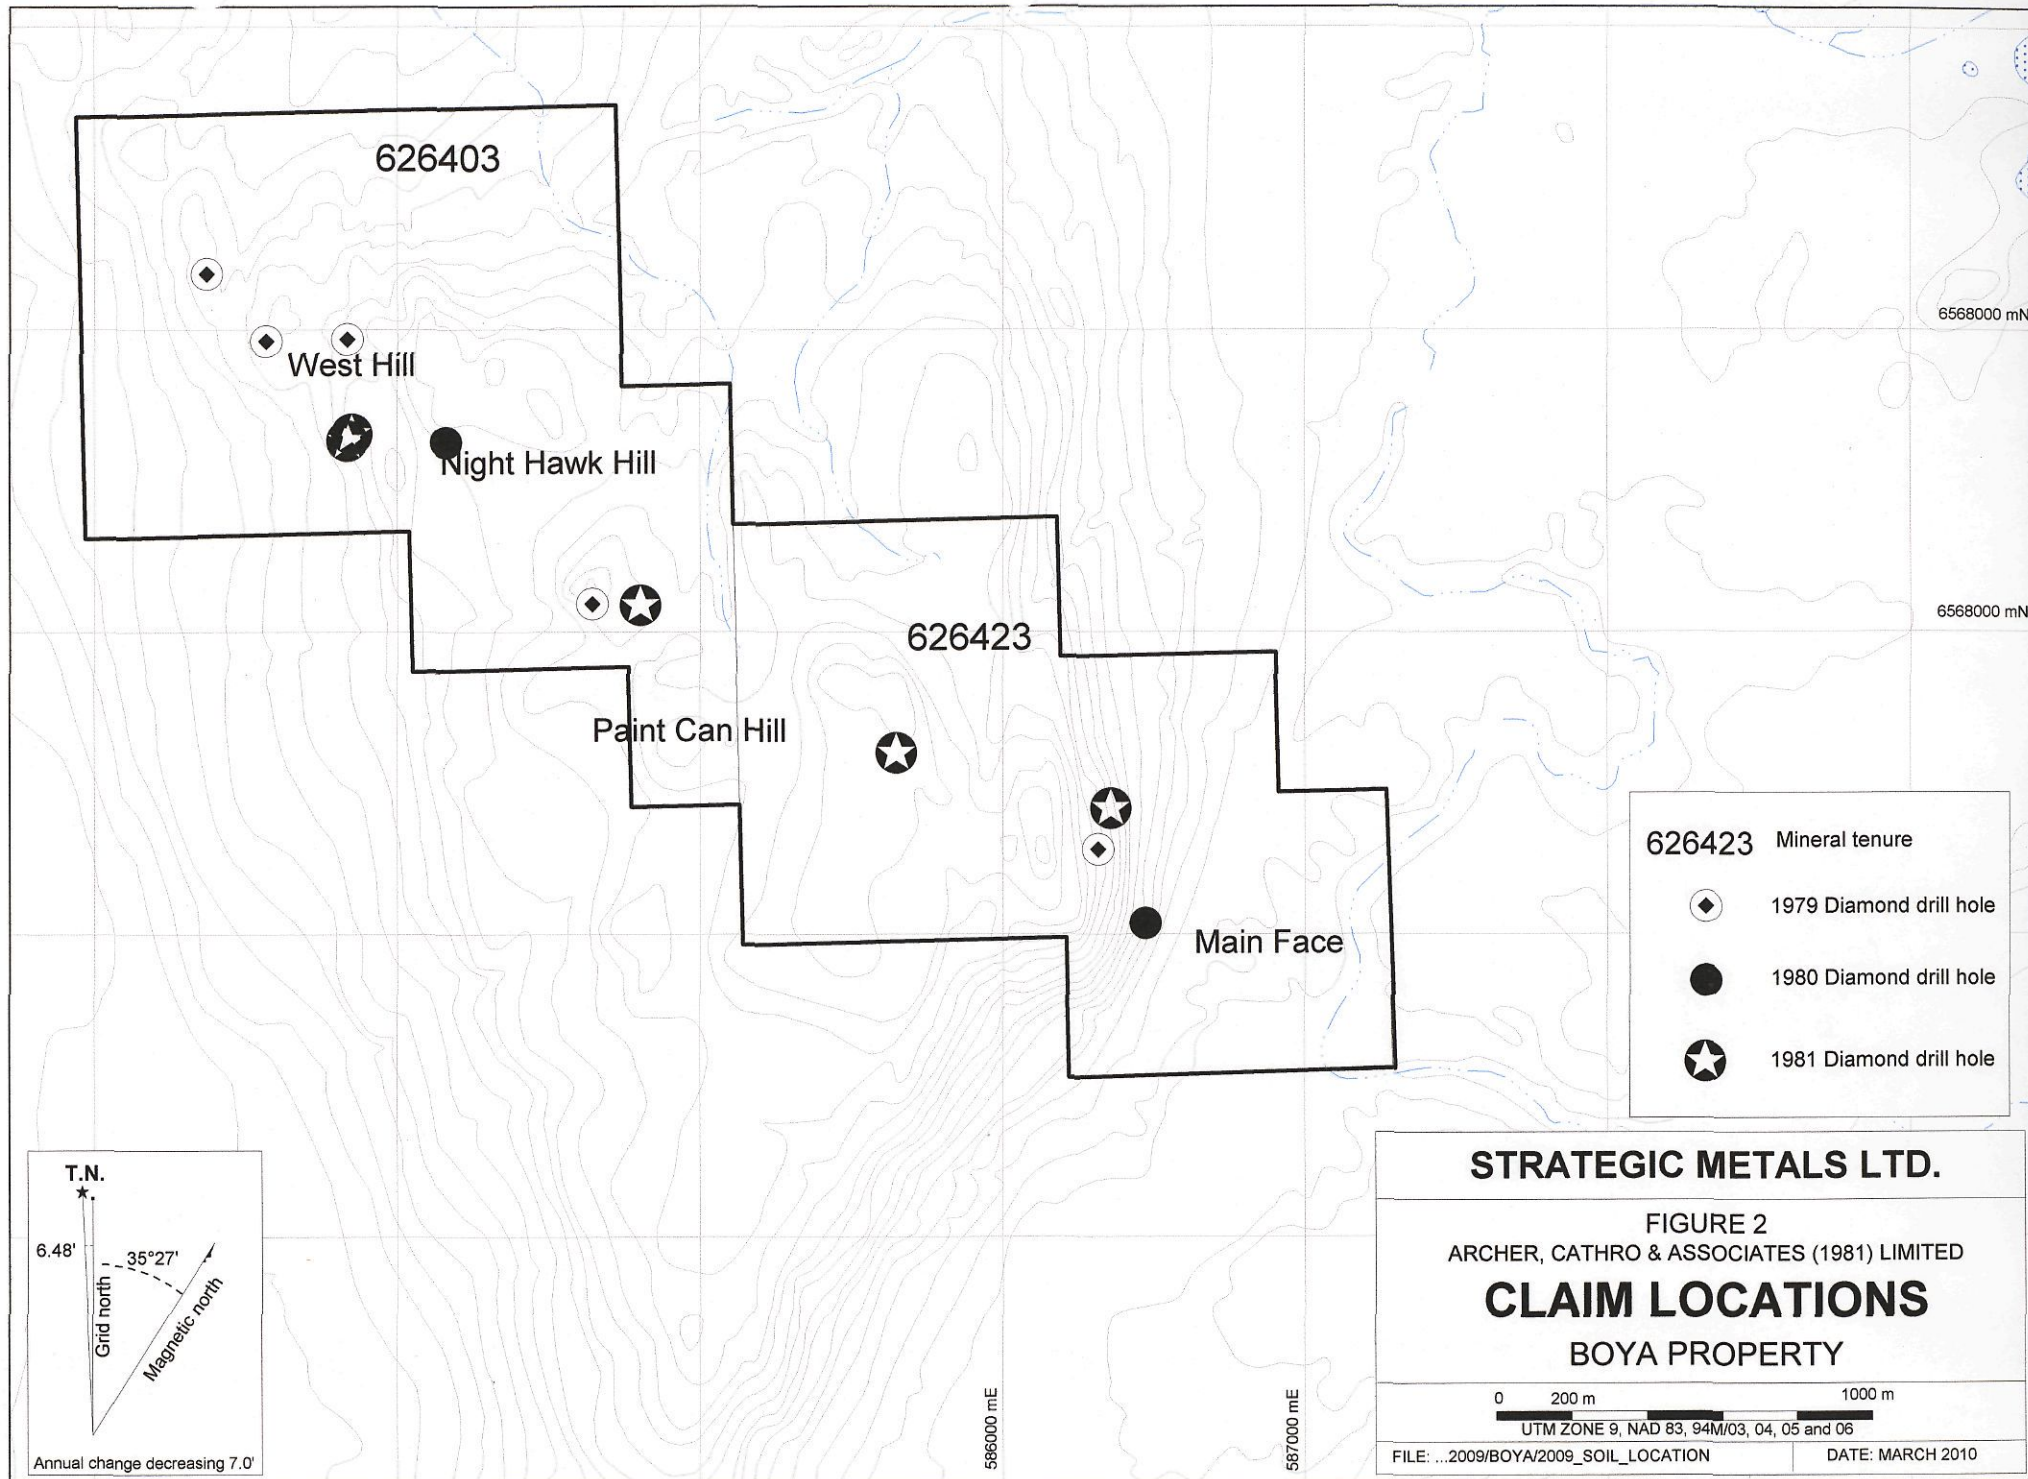 626403
6568000 mN
West Hill
Night Hawk Hill
6568000 mN
626423
Paint Can Hill
Main Face
626423 Mineral tenure
1979 Diamond drill hole
1980 Diamond drill hole
1981 Diamond drill hole
T.N.
6.48'
35°27'
Grid north
Magnetic north
Annual change decreasing 7.0'
586000 mE
587000 mE
STRATEGIC METALS LTD.
FIGURE 2
ARCHER, CATHRO & ASSOCIATES (1981) LIMITED
CLAIM LOCATIONS
BOYA PROPERTY
0 200 m 1000 m
UTM ZONE 9, NAD 83, 94M/03, 04, 05 and 06
FILE: ...2009/BOYA/2009_SOIL_LOCATION
DATE: MARCH 2010